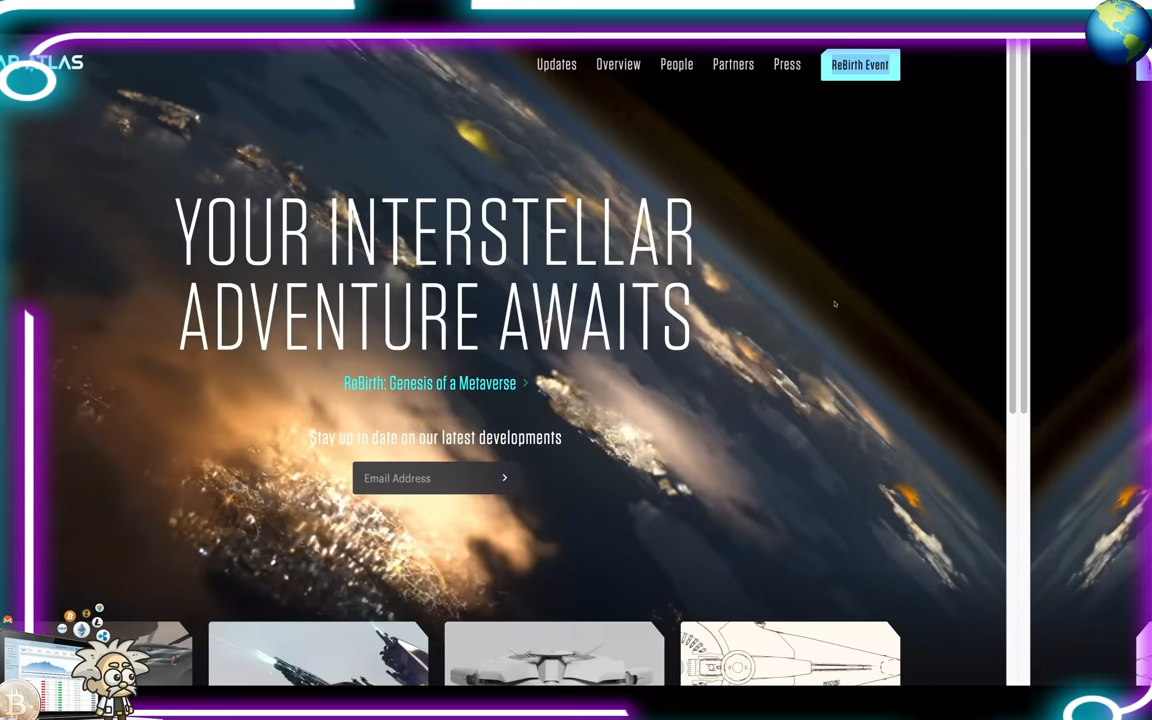 ATLAS
Updates Overview People Partners Press ReBirth Event
YOUR INTERSTELLAR
ADVENTURE AWAITS
ReBirth: Genesis of a Metaverse >
Stay up to date on our latest developments
Email Address >